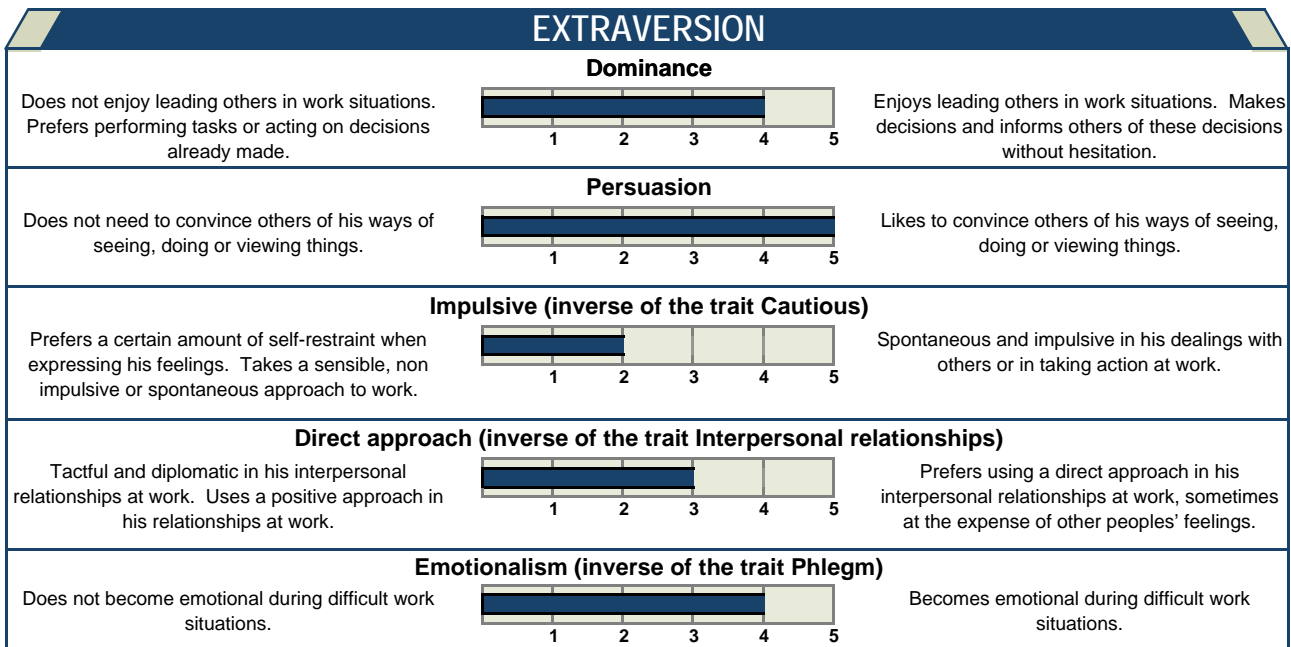 EXTRAVERSION
Dominance
Does not enjoy leading others in work situations.
Prefers performing tasks or acting on decisions
already made.
1 2 3 4 5
Enjoys leading others in work situations.  Makes
decisions and informs others of these decisions
without hesitation.
Persuasion
Does not need to convince others of his ways of
seeing, doing or viewing things.
1 2 3 4 5
Likes to convince others of his ways of seeing,
doing or viewing things.
Impulsive (inverse of the trait Cautious)
Prefers a certain amount of self-restraint when
expressing his feelings.  Takes a sensible, non
impulsive or spontaneous approach to work.
1 2 3 4 5
Spontaneous and impulsive in his dealings with
others or in taking action at work.
Direct approach (inverse of the trait Interpersonal relationships)
Tactful and diplomatic in his interpersonal
relationships at work.  Uses a positive approach in
his relationships at work.
1 2 3 4 5
Prefers using a direct approach in his
interpersonal relationships at work, sometimes
at the expense of other peoples’ feelings.
Emotionalism (inverse of the trait Phlegm)
Does not become emotional during difficult work
situations.
1 2 3 4 5
Becomes emotional during difficult work
situations.